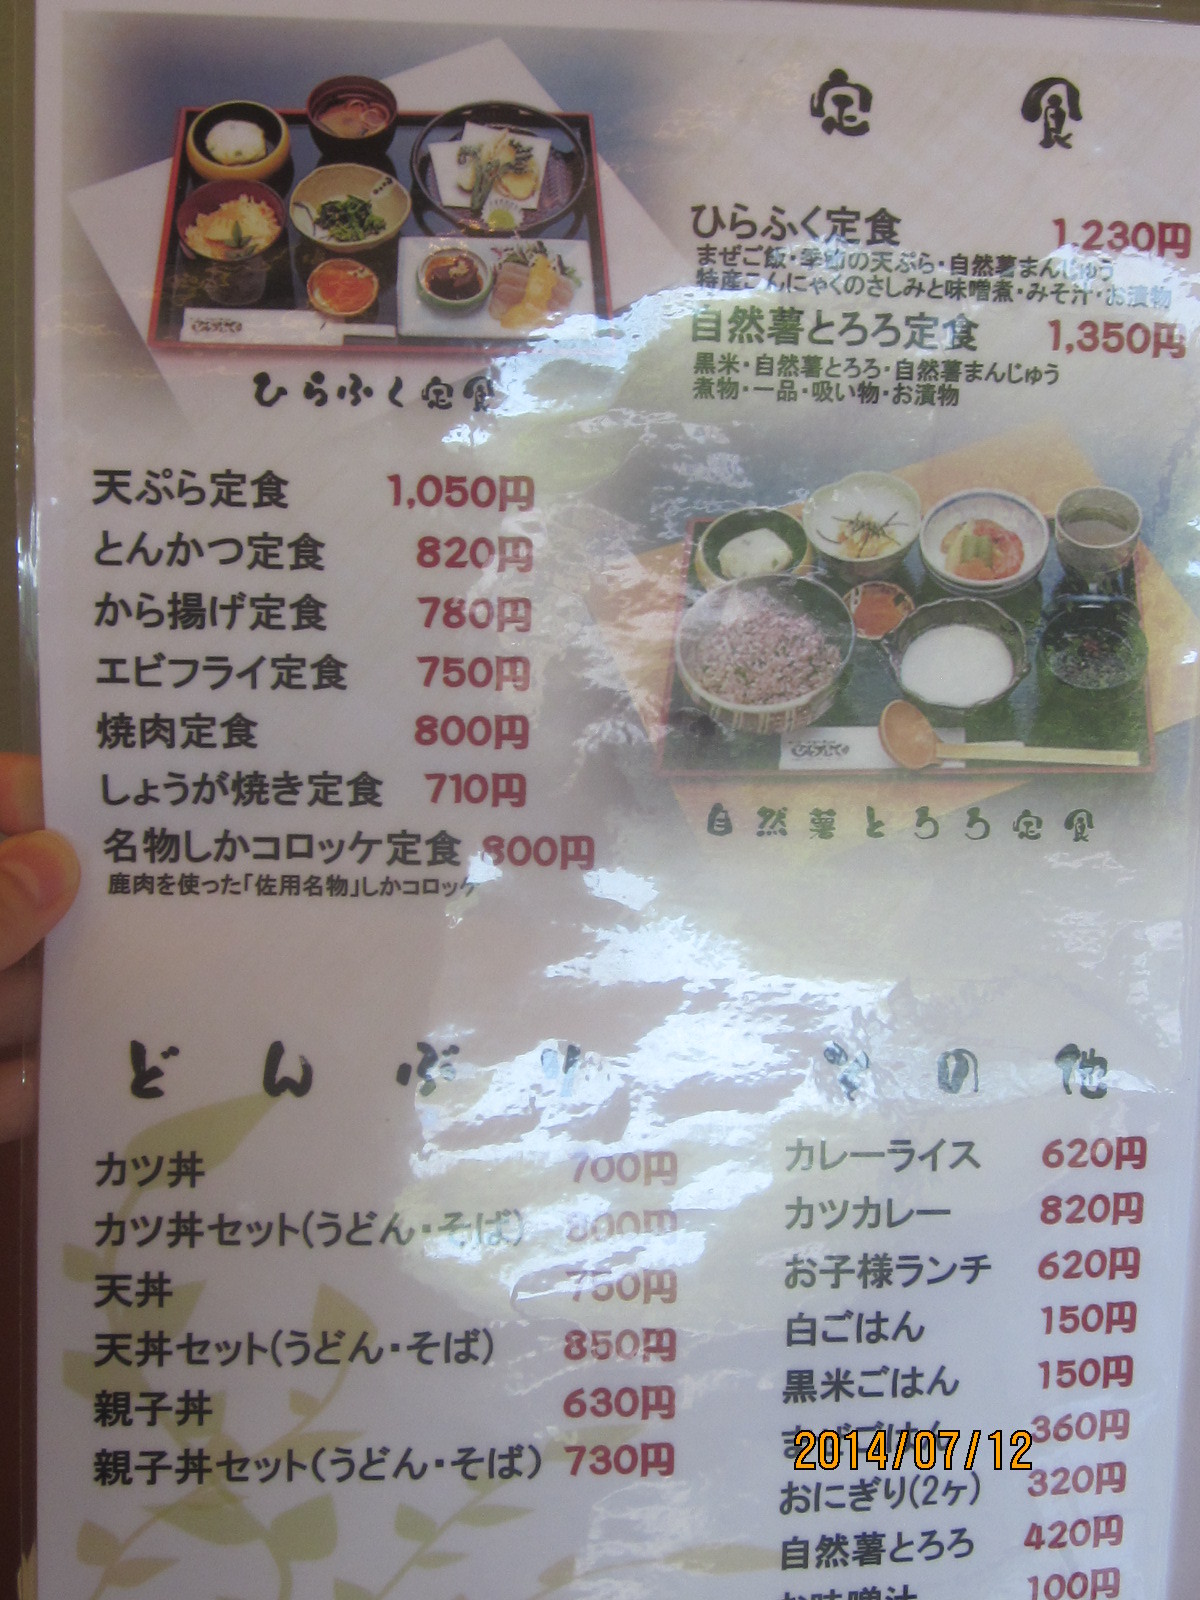 定食
ひらふく定食 1,230円
まぜご飯・季節の天ぷら・自然薯まんじゅう
特産こんにゃくのさしみと味噌煮・みそ汁・お漬物
自然薯とろろ定食 1,350円
黒米・自然薯とろろ・自然薯まんじゅう
煮物・一品・吸い物・お漬物
ひらふく定食
天ぷら定食 1,050円
とんかつ定食 820円
から揚げ定食 780円
エビフライ定食 750円
焼肉定食 800円
しょうが焼き定食 710円
名物しかコロッケ定食 800円
鹿肉を使った「佐用名物」しかコロッケ
自然薯とろろ定食
どんぶり
カツ丼 700円
カツ丼セット(うどん・そば) 800円
天丼 750円
天丼セット(うどん・そば) 850円
親子丼 630円
親子丼セット(うどん・そば) 730円
その他
カレーライス 620円
カツカレー 820円
お子様ランチ 620円
白ごはん 150円
黒米ごはん 150円
まぜごはん 360円
おにぎり(2ヶ) 320円
自然薯とろろ 420円
お味噌汁 100円
2014/07/12